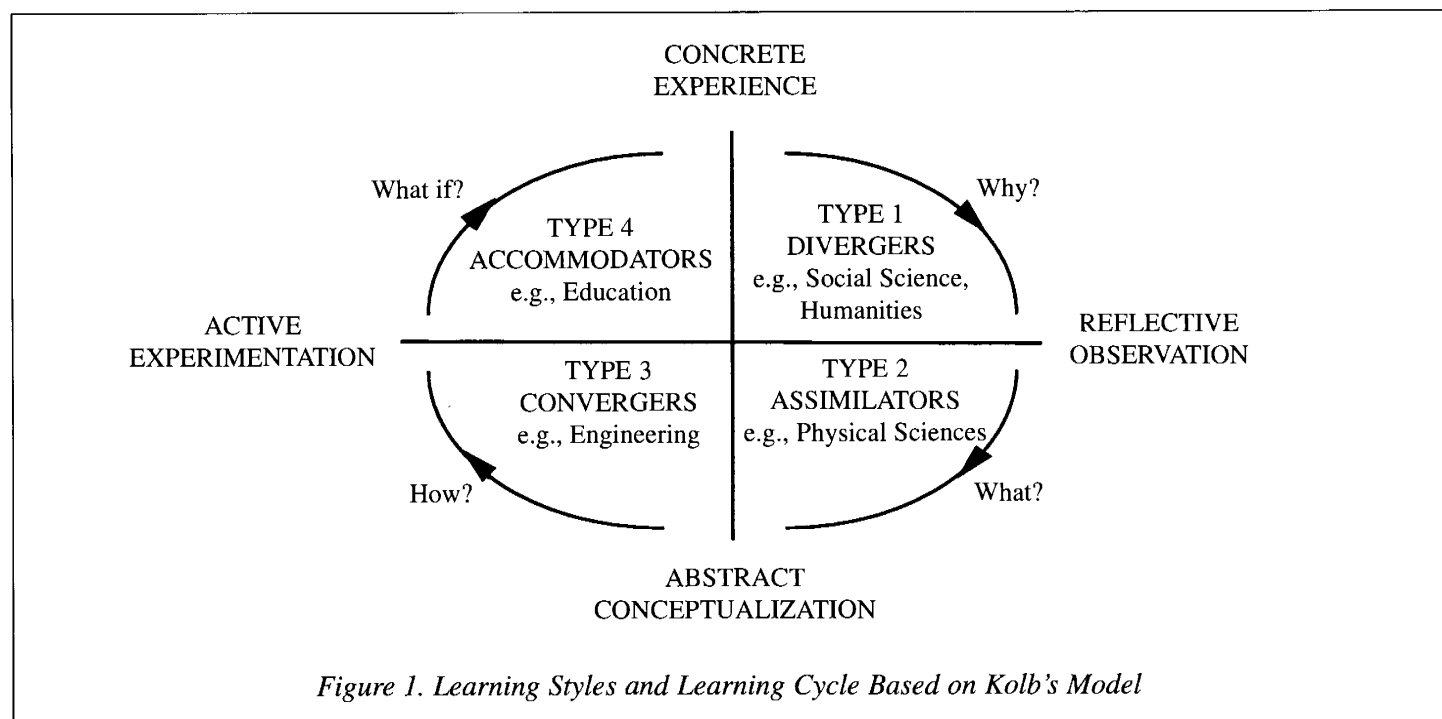 CONCRETE
EXPERIENCE
What if?
Why?
TYPE 4
ACCOMMODATORS
e.g., Education
TYPE 1
DIVERGERS
e.g., Social Science,
Humanities
ACTIVE
EXPERIMENTATION
REFLECTIVE
OBSERVATION
TYPE 3
CONVERGERS
e.g., Engineering
TYPE 2
ASSIMILATORS
e.g., Physical Sciences
How?
What?
ABSTRACT
CONCEPTUALIZATION
Figure 1. Learning Styles and Learning Cycle Based on Kolb's Model